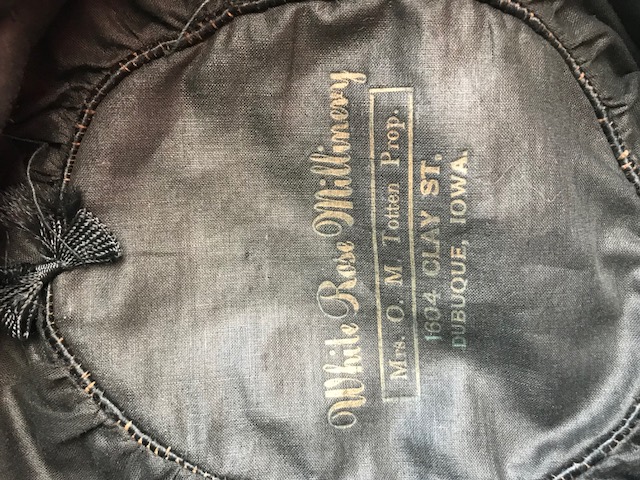 White Rose Millinery
Mrs. O. M. Totten Prop.
1604 CLAY ST.
DUBUQUE, IOWA.